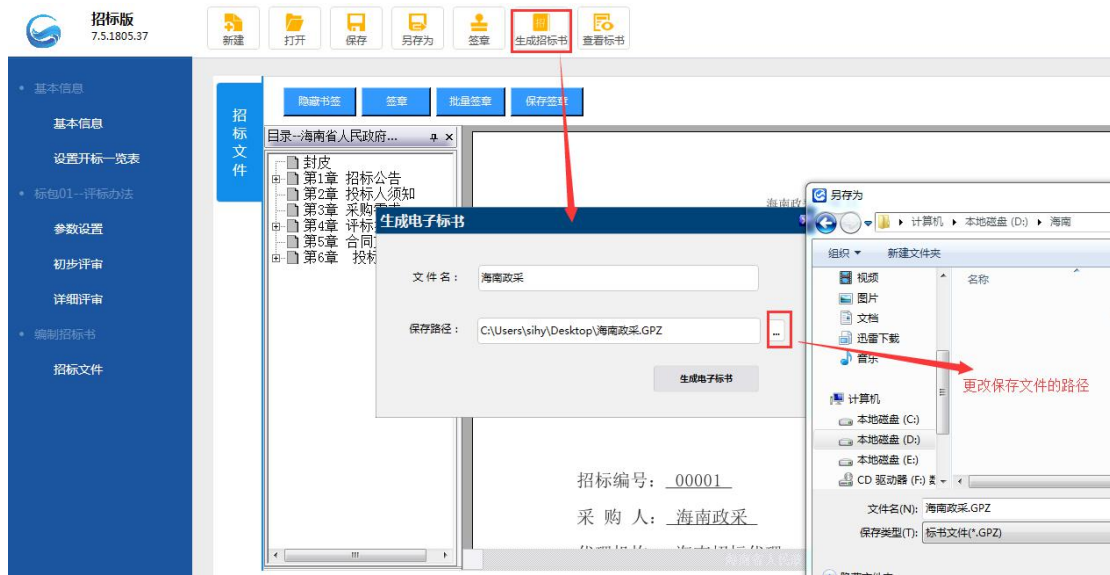 招标版
7.5.1805.37
新建
打开
保存
另存为
签章
生成招标书
查看标书
基本信息
基本信息
设置开标一览表
标包01--评标办法
参数设置
初步评审
详细评审
编制招标书
招标文件
招标文件
隐藏书签
签章
批量签章
保存签章
目录--海南省人民政府...
封皮
第1章 招标公告
第2章 投标人须知
第3章 采购需求
第4章 评标
第5章 合同
第6章 投标
海南政
生成电子标书
文件名：
海南政采
保存路径：
C:\Users\sihy\Desktop\海南政采.GPZ
...
生成电子标书
招标编号： 00001
采 购 人： 海南政采
另存为
计算机
本地磁盘 (D:)
海南
组织
新建文件夹
视频
图片
文档
迅雷下载
音乐
名称
计算机
本地磁盘 (C:)
本地磁盘 (D:)
本地磁盘 (E:)
CD 驱动器 (F:)
更改保存文件的路径
文件名(N):
海南政采.GPZ
保存类型(T):
标书文件(*.GPZ)